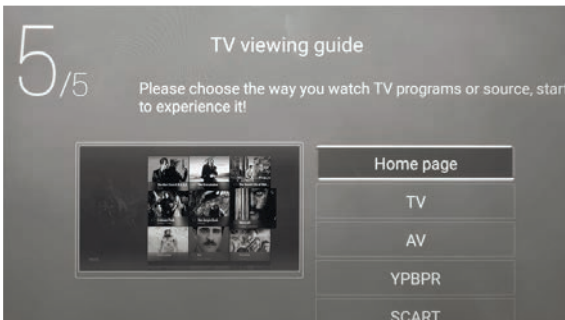 5/5
TV viewing guide
Please choose the way you watch TV programs or source, star
to experience it!
Home page
TV
AV
YPBPR
SCART